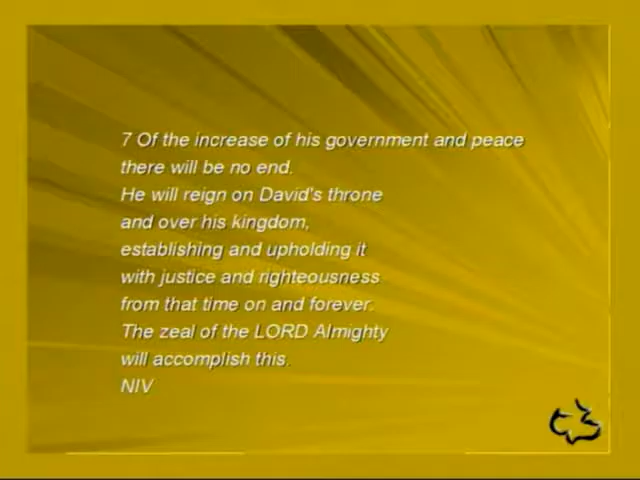 7 Of the increase of his government and peace
there will be no end.
He will reign on David's throne
and over his kingdom,
establishing and upholding it
with justice and righteousness
from that time on and forever.
The zeal of the LORD Almighty
will accomplish this.
NIV